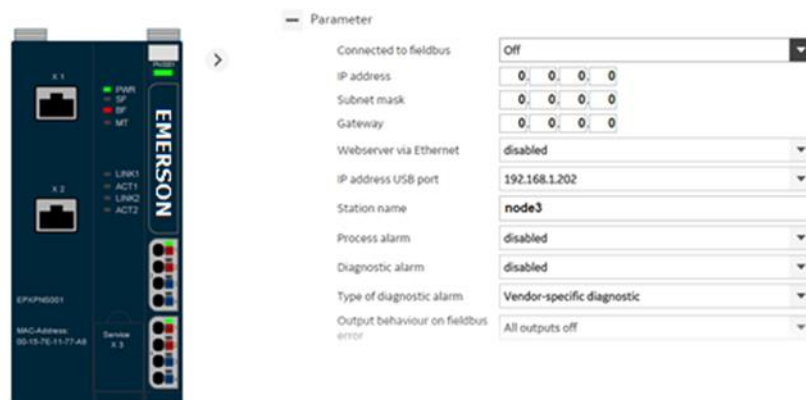 X 1
PWR
SF
BF
MT
EMERSON
X 2
LINK1
ACT1
LINK2
ACT2
EPXPNS001
MAC-Address:
00-15-7E-11-77-A9
Service
X 3
Parameter
Connected to fieldbus Off
IP address 0. 0. 0. 0
Subnet mask 0. 0. 0. 0
Gateway 0. 0. 0. 0
Webserver via Ethernet disabled
IP address USB port 192.168.1.202
Station name node3
Process alarm disabled
Diagnostic alarm disabled
Type of diagnostic alarm Vendor-specific diagnostic
Output behaviour on fieldbus All outputs off
error